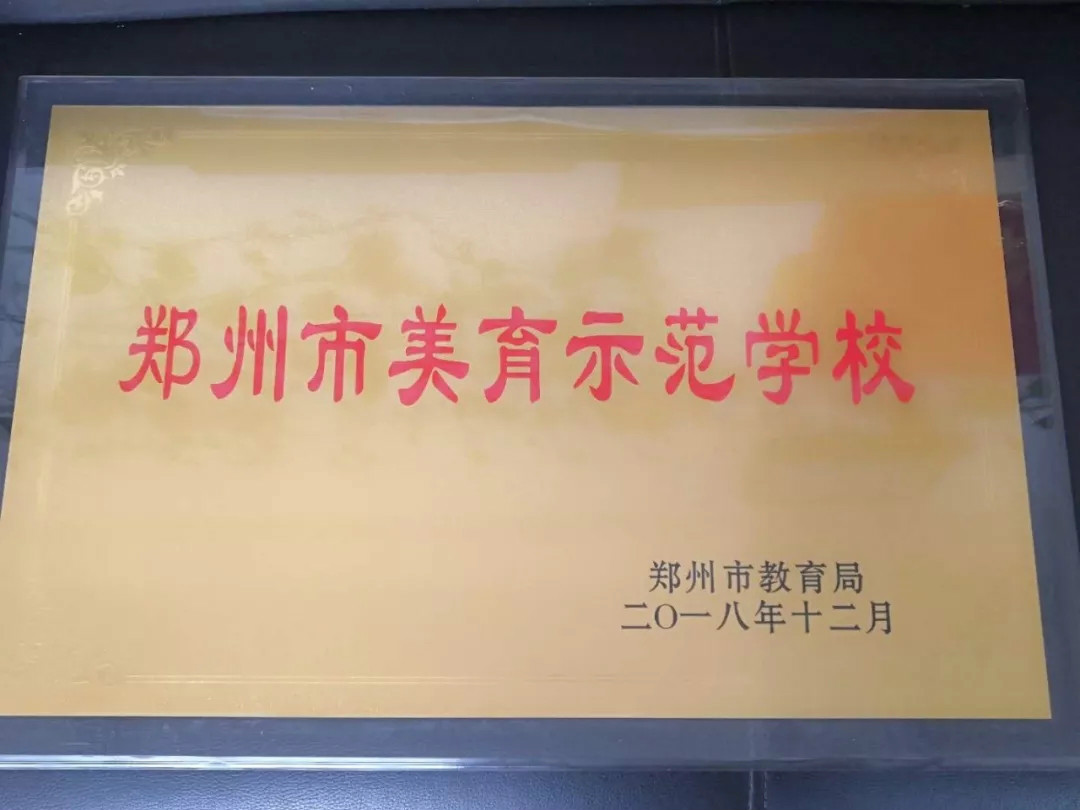 郑州市美育示范学校
郑州市教育局
二〇一八年十二月